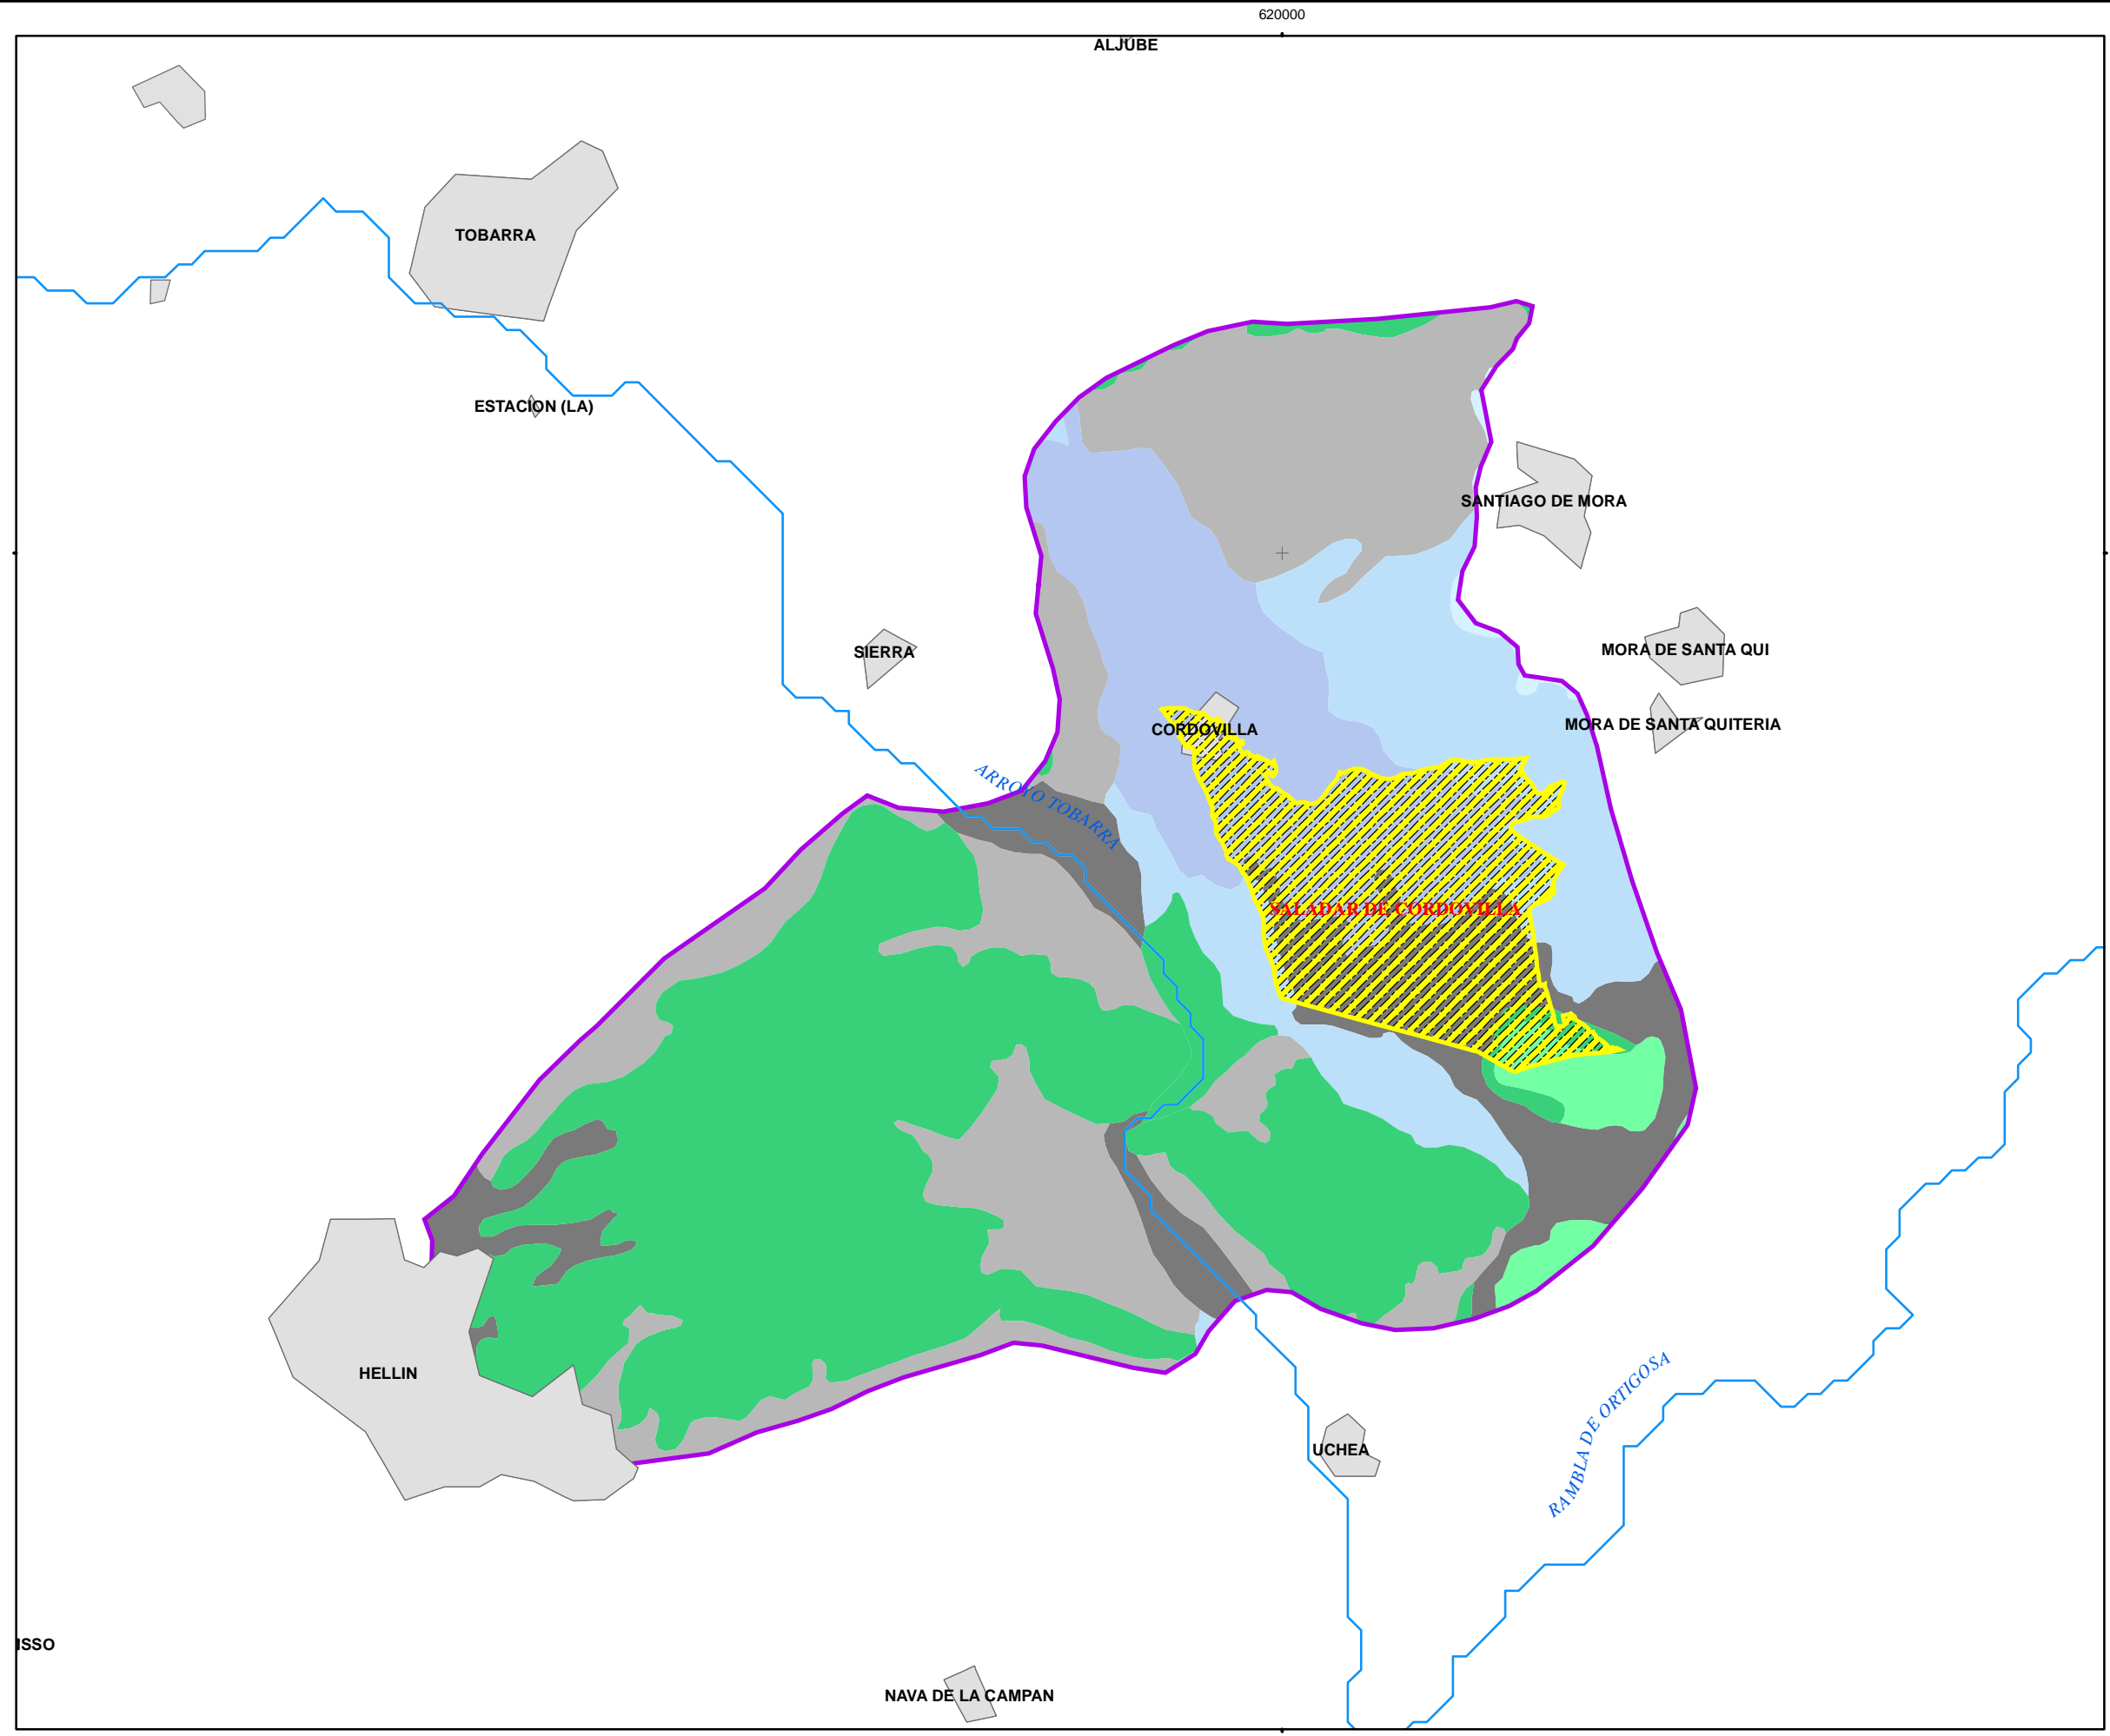 620000
ALJUBE
TOBARRA
ESTACION (LA)
SANTIAGO DE MORA
SIERRA
MORA DE SANTA QUI
MORA DE SANTA QUITERIA
CORDOVILLA
ARROYO TOBARRA
SALADAR DE CORDOVILLA
HELLIN
RAMBLA DE ORTIGOSA
UCHEA
ISSO
NAVA DE LA CAMPAN